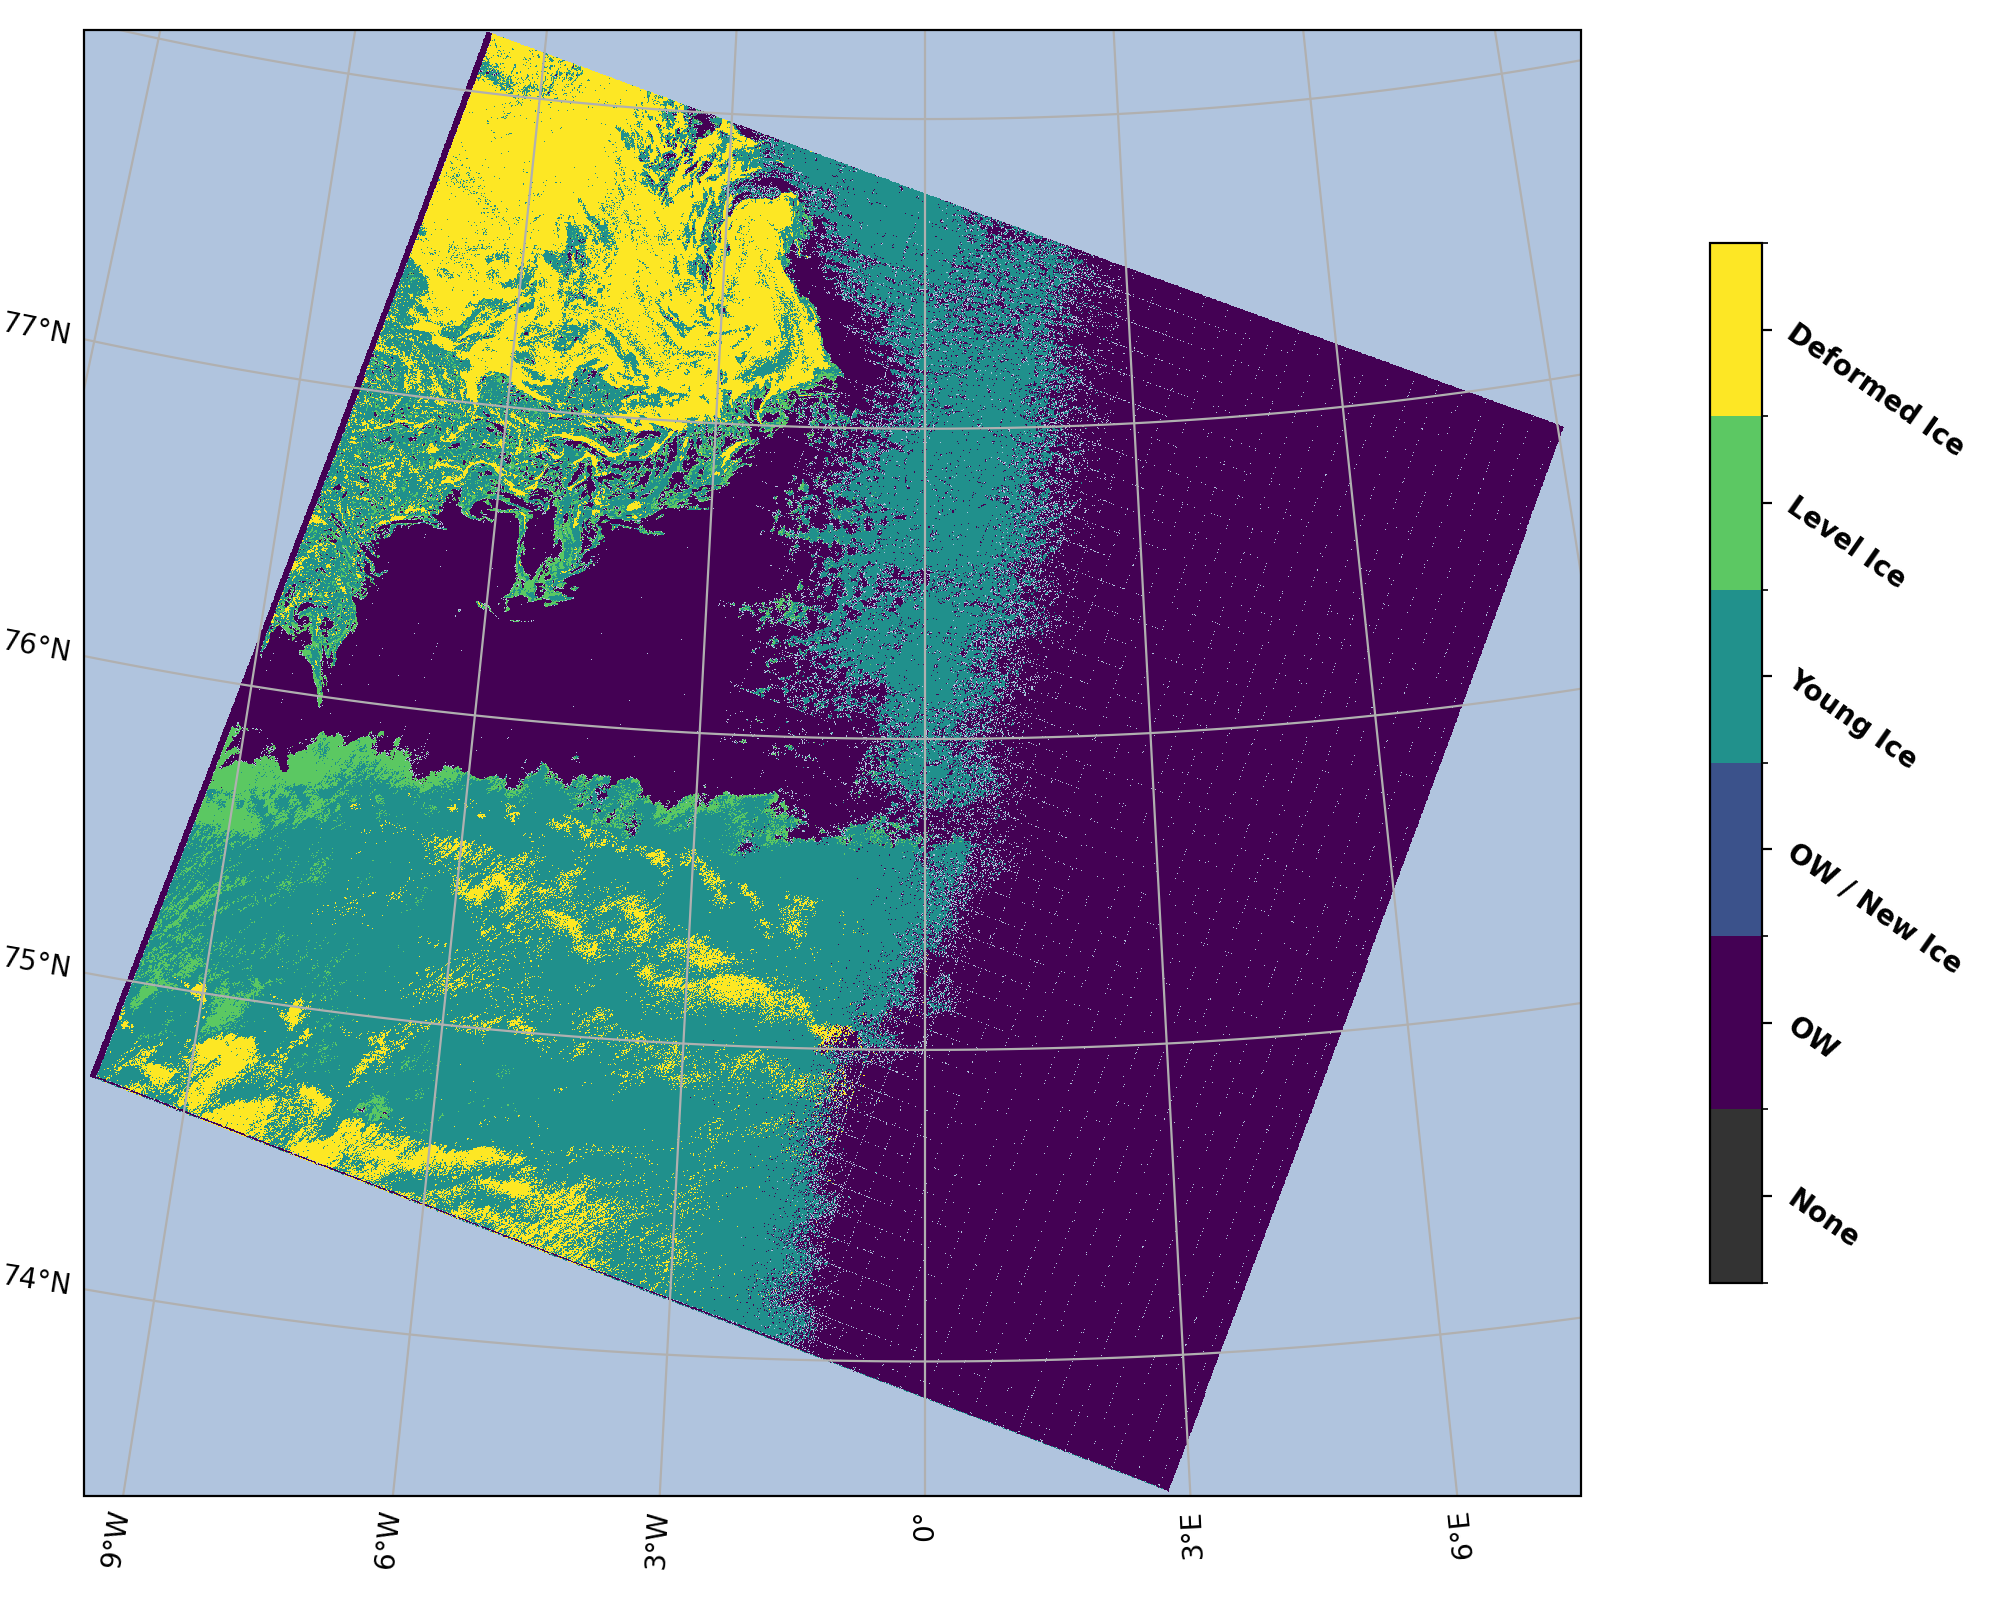 77°N
76°N
75°N
74°N
9°W
6°W
3°W
0°
3°E
6°E
Deformed Ice
Level Ice
Young Ice
OW / New Ice
OW
None